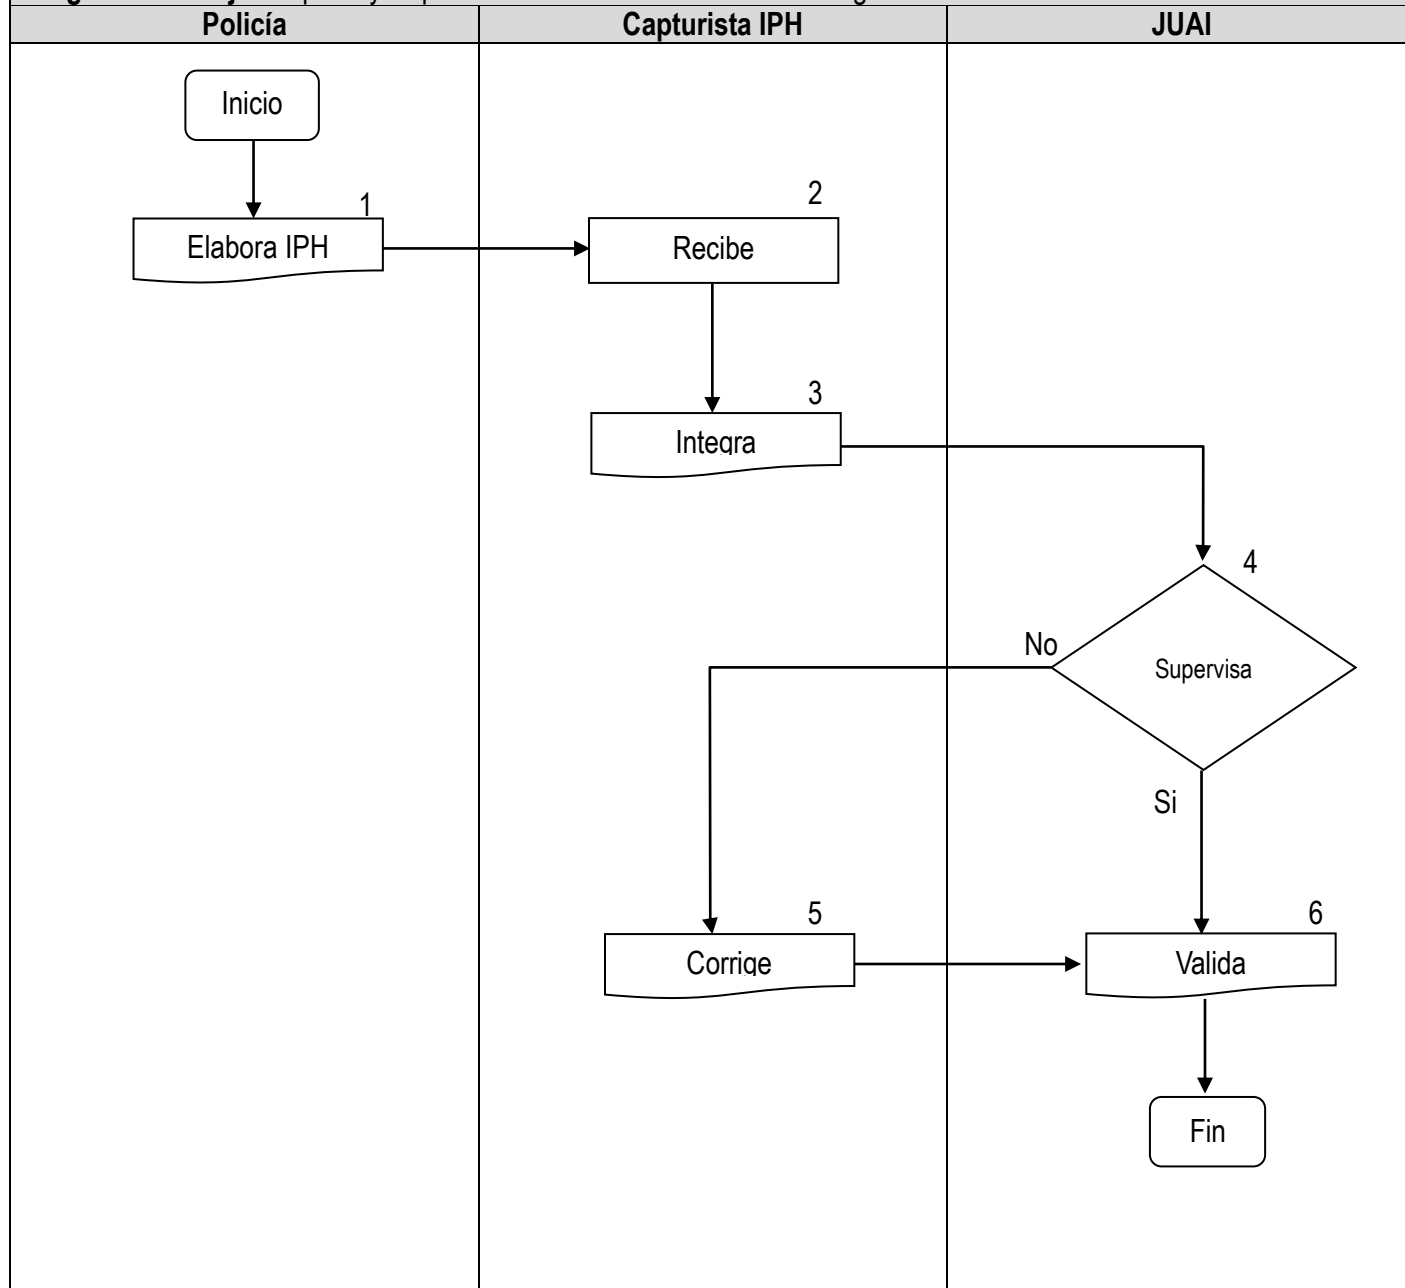 Policía
Capturista IPH
JUAI
Inicio
1
Elabora IPH
2
Recibe
3
Integra
4
Supervisa
No
Si
5
Corrige
6
Valida
Fin